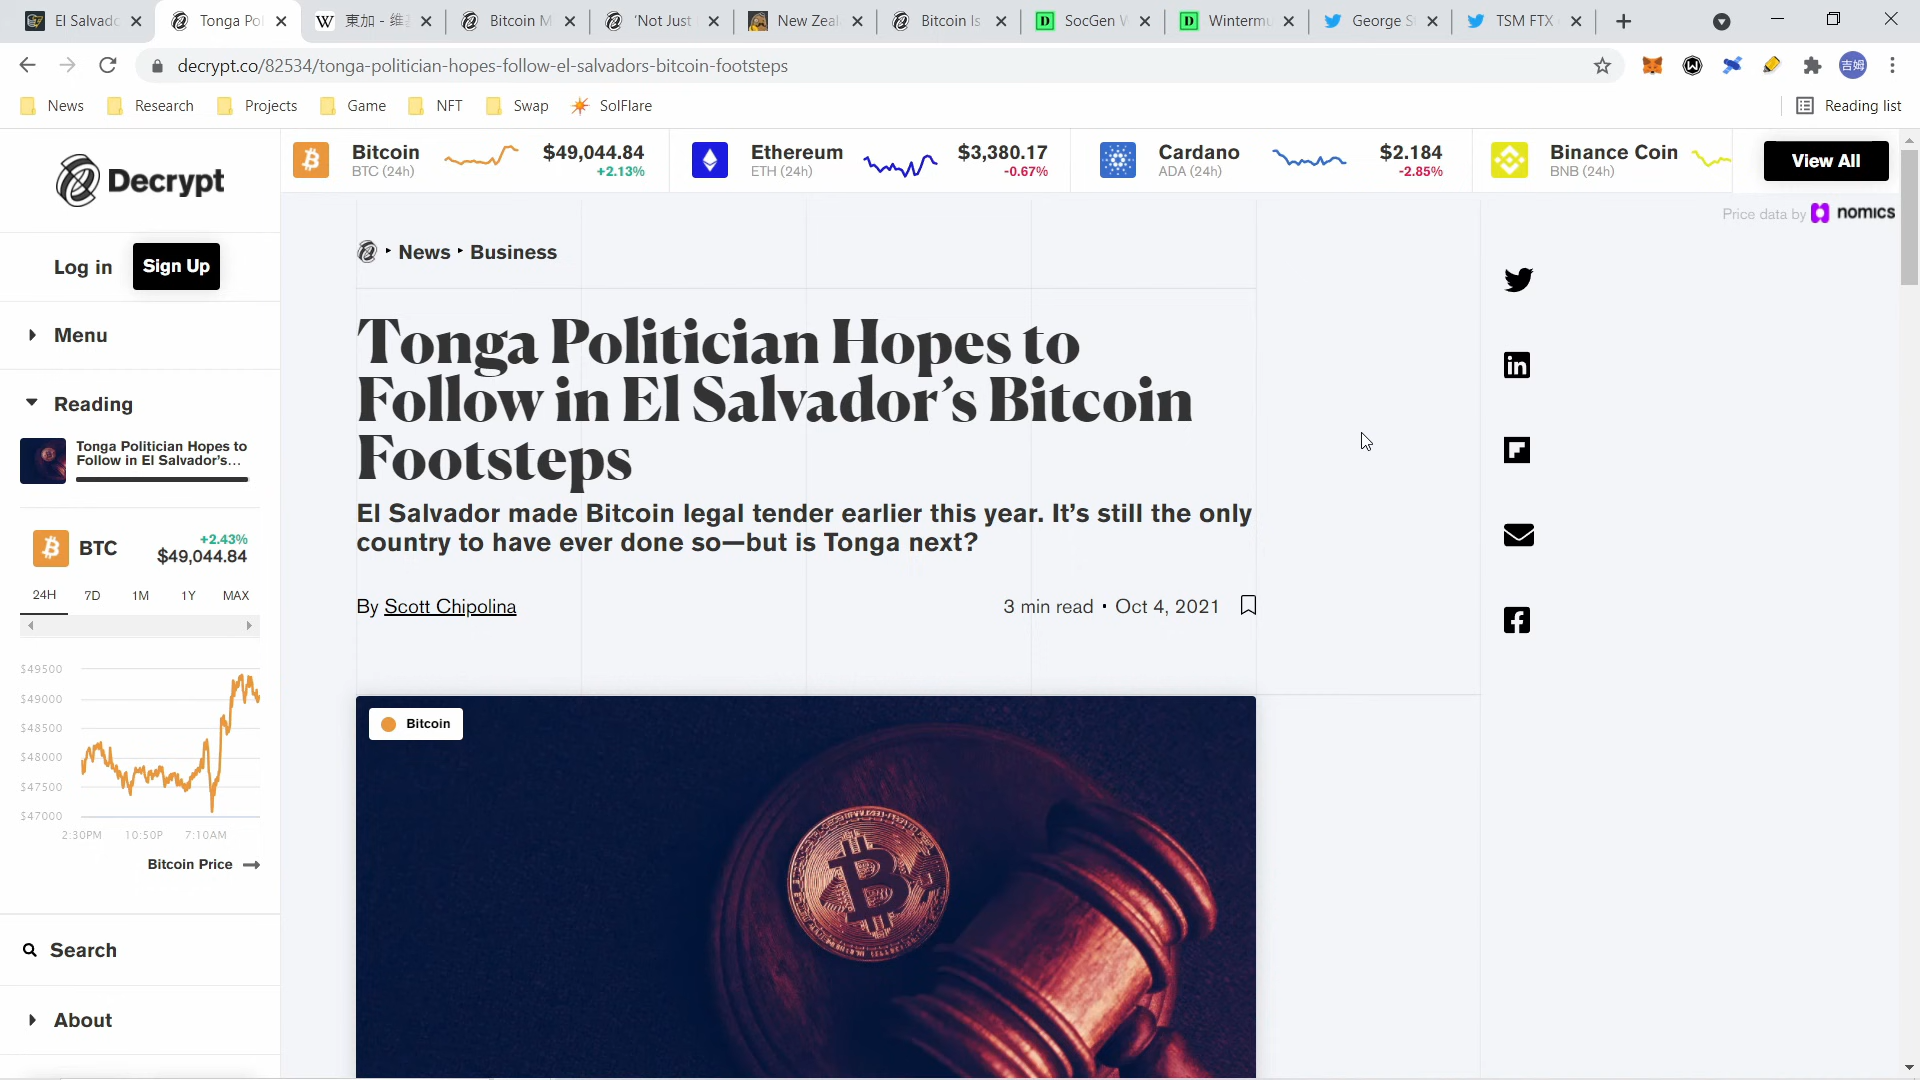 El Salvadc
Tonga Pol
W 東加 - 維
Bitcoin M
'Not Just
New Zeal
Bitcoin Is
D SocGen W
D Winterm
George S
TSM FTX
decrypt.co/82534/tonga-politician-hopes-follow-el-salvadors-bitcoin-footsteps
吉姆
News
Research
Projects
Game
NFT
Swap
SolFlare
Reading list
Decrypt
Bitcoin $49,044.84
BTC (24h) +2.13%
Ethereum $3,380.17
ETH (24h) -0.67%
Cardano $2.184
ADA (24h) -2.85%
Binance Coin
BNB (24h)
View All
Price data by nomics
Log in
Sign Up
Menu
Reading
Tonga Politician Hopes to
Follow in El Salvador's...
BTC +2.43%
$49,044.84
24H 7D 1M 1Y MAX
$49500
$49000
$48500
$48000
$47500
$47000
2:30PM 10:50P 7:10AM
Bitcoin Price
Search
About
News
Business
Tonga Politician Hopes to
Follow in El Salvador’s Bitcoin
Footsteps
El Salvador made Bitcoin legal tender earlier this year. It’s still the only
country to have ever done so—but is Tonga next?
By Scott Chipolina
3 min read • Oct 4, 2021
Bitcoin